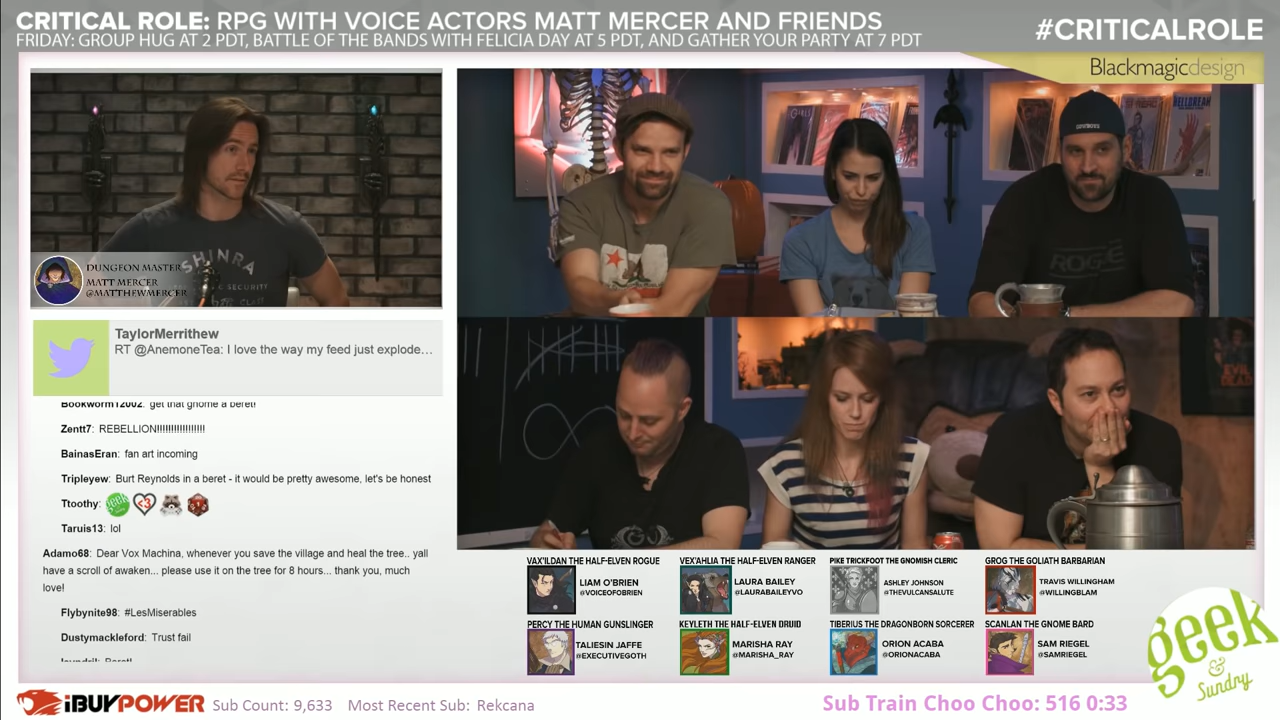 CRITICAL ROLE: RPG WITH VOICE ACTORS MATT MERCER AND FRIENDS
FRIDAY: GROUP HUG AT 2 PDT, BATTLE OF THE BANDS WITH FELICIA DAY AT 5 PDT, AND GATHER YOUR PARTY AT 7 PDT
#CRITICALROLE
Blackmagicdesign
SHINRA
DUNGEON MASTER
MATT MERCER
@MATTHEWMERCER
GIRLS
HELLBREAK
COWBOYS
ROGUE
EVIL
DEAD
TaylorMerrithew
RT @AnemoneTea: I love the way my feed just explode…
Bookworm12002: get that gnome a beret!
Zentt7: REBELLION!!!!!!!!!!!!!!!!!
BainasEran: fan art incoming
Tripleyew: Burt Reynolds in a beret - it would be pretty awesome, let's be honest
Ttoothy: <3
Taruis13: lol
Adamo68: Dear Vox Machina, whenever you save the village and heal the tree.. yall
have a scroll of awaken... please use it on the tree for 8 hours... thank you, much
love!
Flybynite98: #LesMiserables
Dustymackleford: Trust fail
VAX'ILDAN THE HALF-ELVEN ROGUE
LIAM O'BRIEN
@VOICEOFOBRIEN
VEX'AHLIA THE HALF-ELVEN RANGER
LAURA BAILEY
@LAURABAILEYVO
PIKE TRICKFOOT THE GNOMISH CLERIC
ASHLEY JOHNSON
@THEVULCANSALUTE
GROG THE GOLIATH BARBARIAN
TRAVIS WILLINGHAM
@WILLINGBLAM
PERCY THE HUMAN GUNSLINGER
TALIESIN JAFFE
@EXECUTIVEGOTH
KEYLETH THE HALF-ELVEN DRUID
MARISHA RAY
@MARISHA_RAY
TIBERIUS THE DRAGONBORN SORCERER
ORION ACABA
@ORIONACABA
SCANLAN THE GNOME BARD
SAM RIEGEL
@SAMRIEGEL
geek
&
Sundry
iBUYPOWER
Sub Count: 9,633 Most Recent Sub: Rekcana
Sub Train Choo Choo: 516 0:33